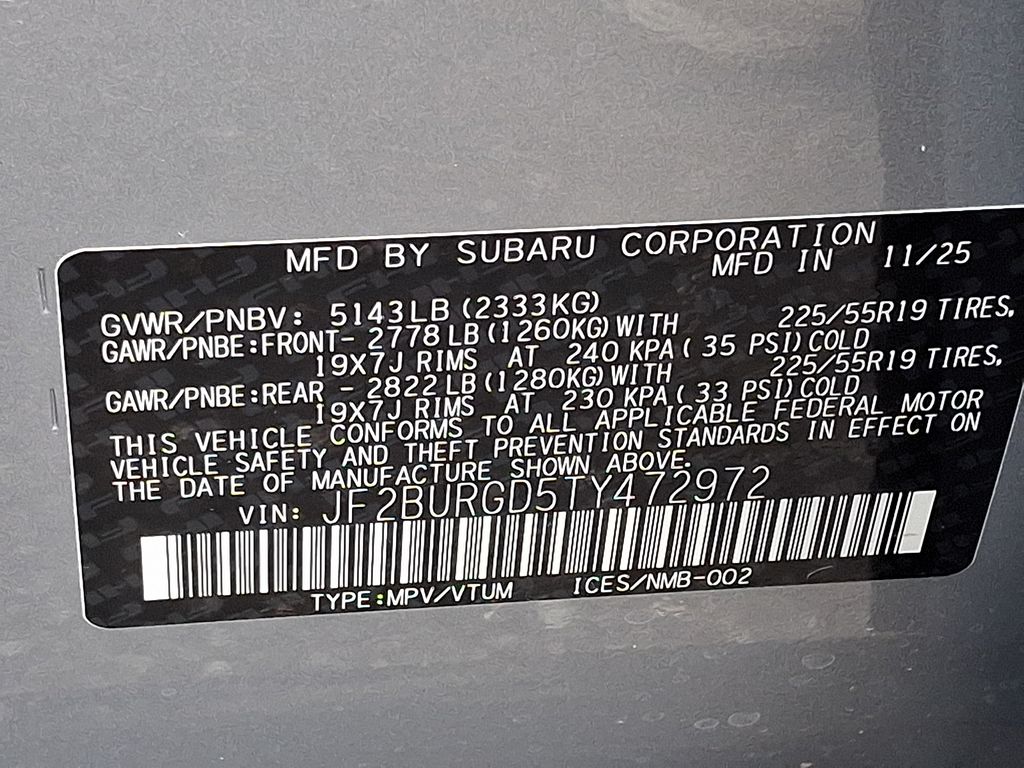 MFD BY SUBARU CORPORATION
MFD IN 11/25
GVWR/PNBV: 5143LB (2333KG)
GAWR/PNBE:FRONT- 2778 LB (1260KG) WITH 225/55R19 TIRES,
19X7J RIMS AT 240 KPA ( 35 PSI) COLD
GAWR/PNBE:REAR - 2822 LB (1280KG) WITH 225/55R19 TIRES,
19X7J RIMS AT 230 KPA ( 33 PSI) COLD
THIS VEHICLE CONFORMS TO ALL APPLICABLE FEDERAL MOTOR
VEHICLE SAFETY AND THEFT PREVENTION STANDARDS IN EFFECT ON
THE DATE OF MANUFACTURE SHOWN ABOVE.
VIN: JF2BURGD5TY472972
TYPE:MPV/VTUM ICES/NMB-002